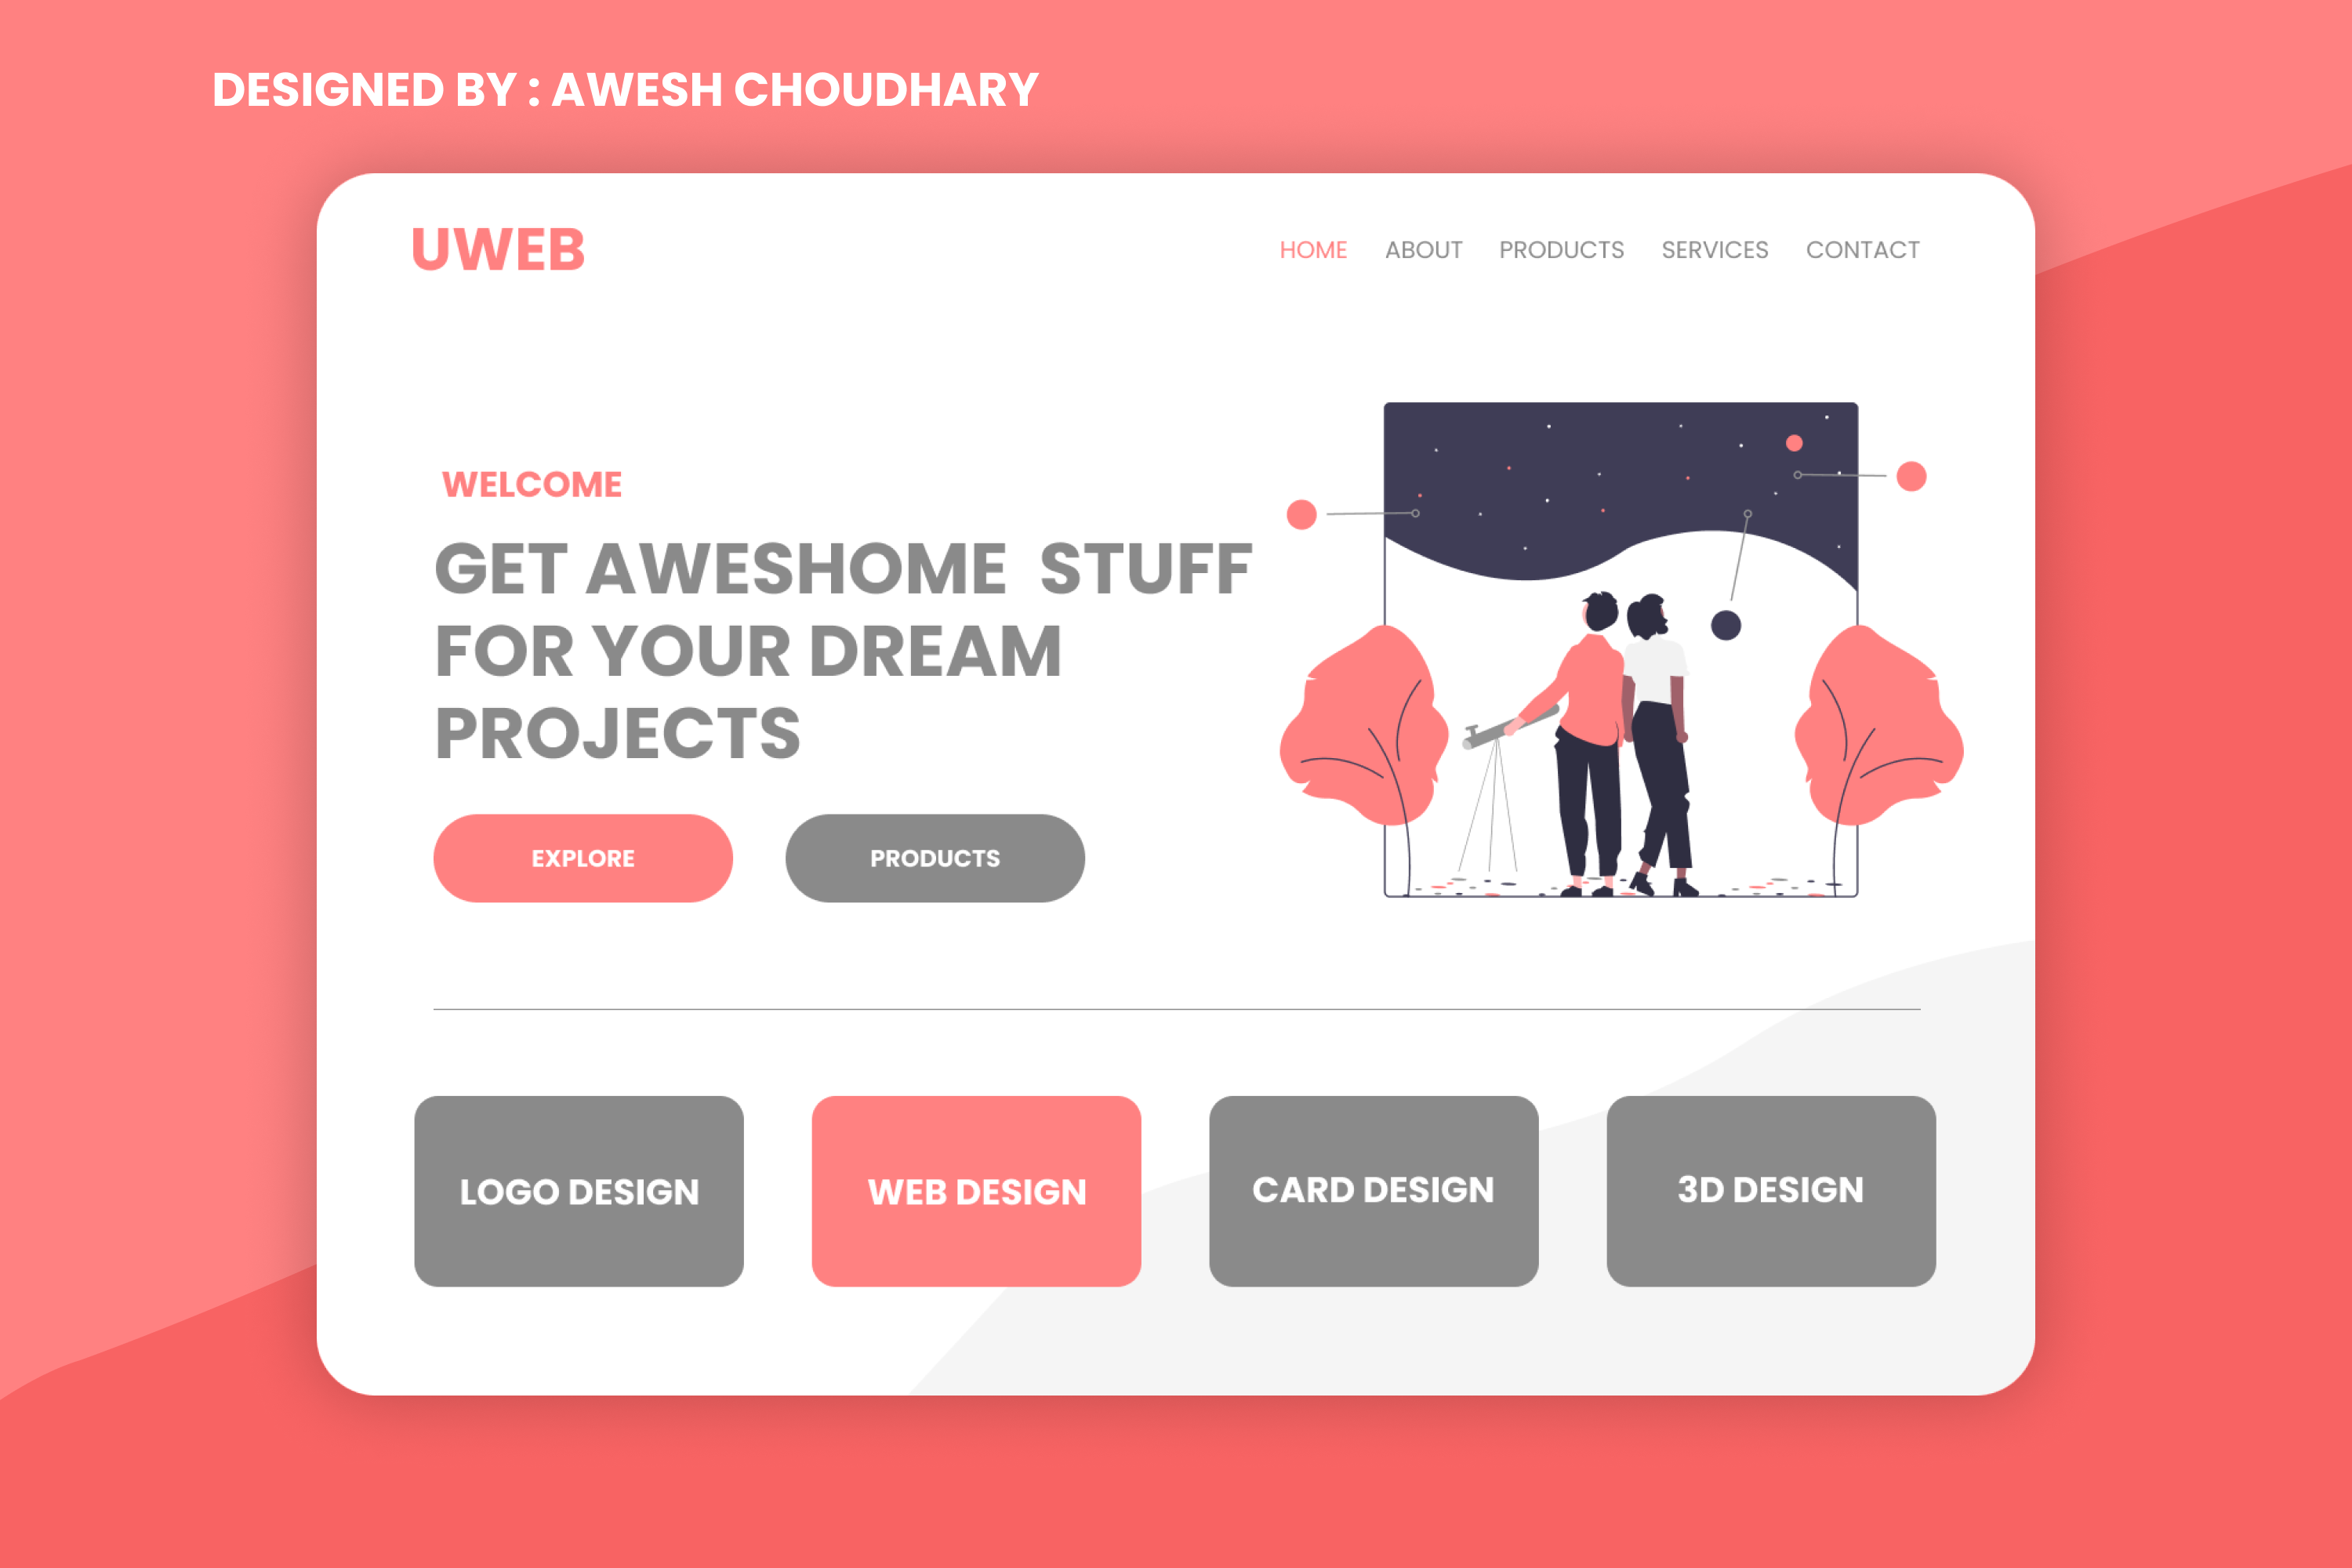 DESIGNED BY : AWESH CHOUDHARY
UWEB
HOME ABOUT PRODUCTS SERVICES CONTACT
WELCOME
GET AWESHOME  STUFF
FOR YOUR DREAM
PROJECTS
EXPLORE PRODUCTS
LOGO DESIGN WEB DESIGN CARD DESIGN 3D DESIGN